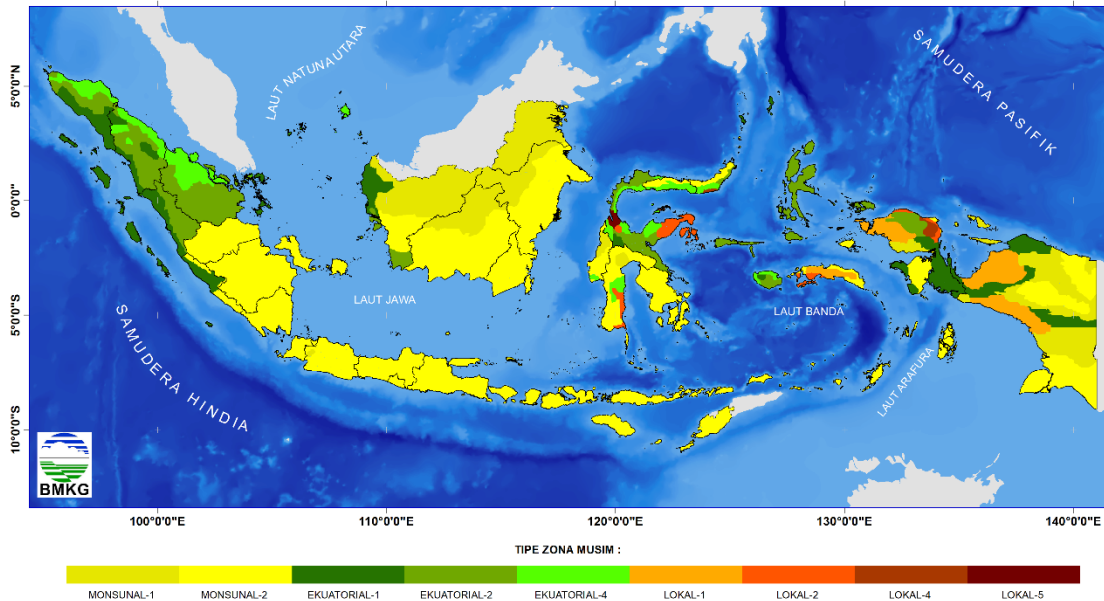 SAMUDERA PASIFIK
LAUT NATUNAUTARA
5°0'0"N
0°0'0"
LAUT JAWA
LAUT BANDA
5°0'0"S
SAMUDERA HINDIA
LAUT ARAFURA
10°0'0"S
BMKG
100°0'0"E 110°0'0"E 120°0'0"E 130°0'0"E 140°0'0"E
TIPE ZONA MUSIM :
MONSUNAL-1 MONSUNAL-2 EKUATORIAL-1 EKUATORIAL-2 EKUATORIAL-4 LOKAL-1 LOKAL-2 LOKAL-4 LOKAL-5